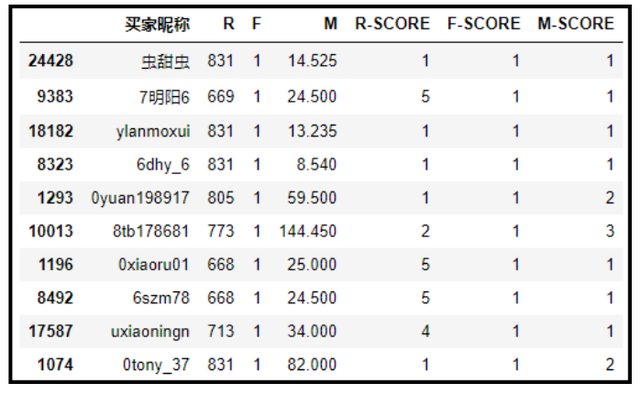 买家昵称 R F M R-SCORE F-SCORE M-SCORE
24428 虫甜虫 831 1 14.525 1 1 1
9383 7明阳6 669 1 24.500 5 1 1
18182 ylanmoxui 831 1 13.235 1 1 1
8323 6dhy_6 831 1 8.540 1 1 1
1293 0yuan198917 805 1 59.500 1 1 2
10013 8tb178681 773 1 144.450 2 1 3
1196 0xiaoru01 668 1 25.000 5 1 1
8492 6szm78 668 1 24.500 5 1 1
17587 uxiaoningn 713 1 34.000 4 1 1
1074 0tony_37 831 1 82.000 1 1 2